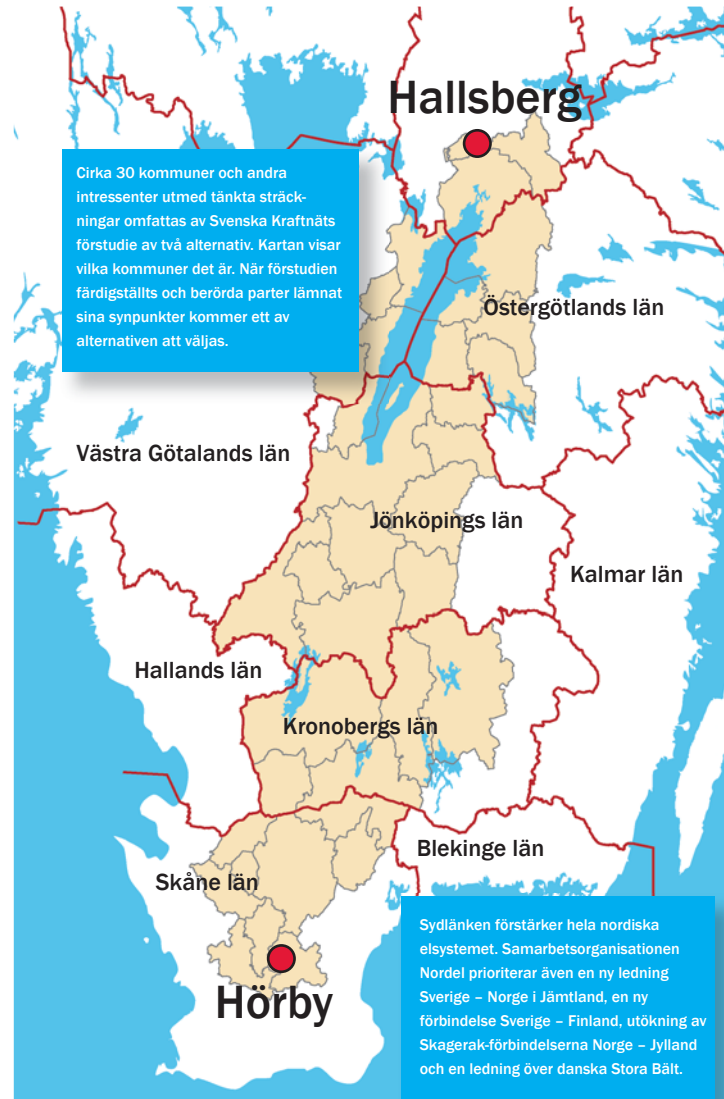 Hallsberg
Cirka 30 kommuner och andra
intressenter utmed tänkta sträck-
ningar omfattas av Svenska Kraftnäts
förstudie av två alternativ. Kartan visar
vilka kommuner det är. När förstudien
färdigställts och berörda parter lämnat
sina synpunkter kommer ett av
alternativen att väljas.
Östergötlands län
Västra Götalands län
Jönköpings län
Kalmar län
Hallands län
Kronobergs län
Blekinge län
Skåne län
Hörby
Sydlänken förstärker hela nordiska
elsystemet. Samarbetsorganisationen
Nordel prioriterar även en ny ledning
Sverige – Norge i Jämtland, en ny
förbindelse Sverige – Finland, utökning av
Skagerak-förbindelserna Norge – Jylland
och en ledning över danska Stora Bält.